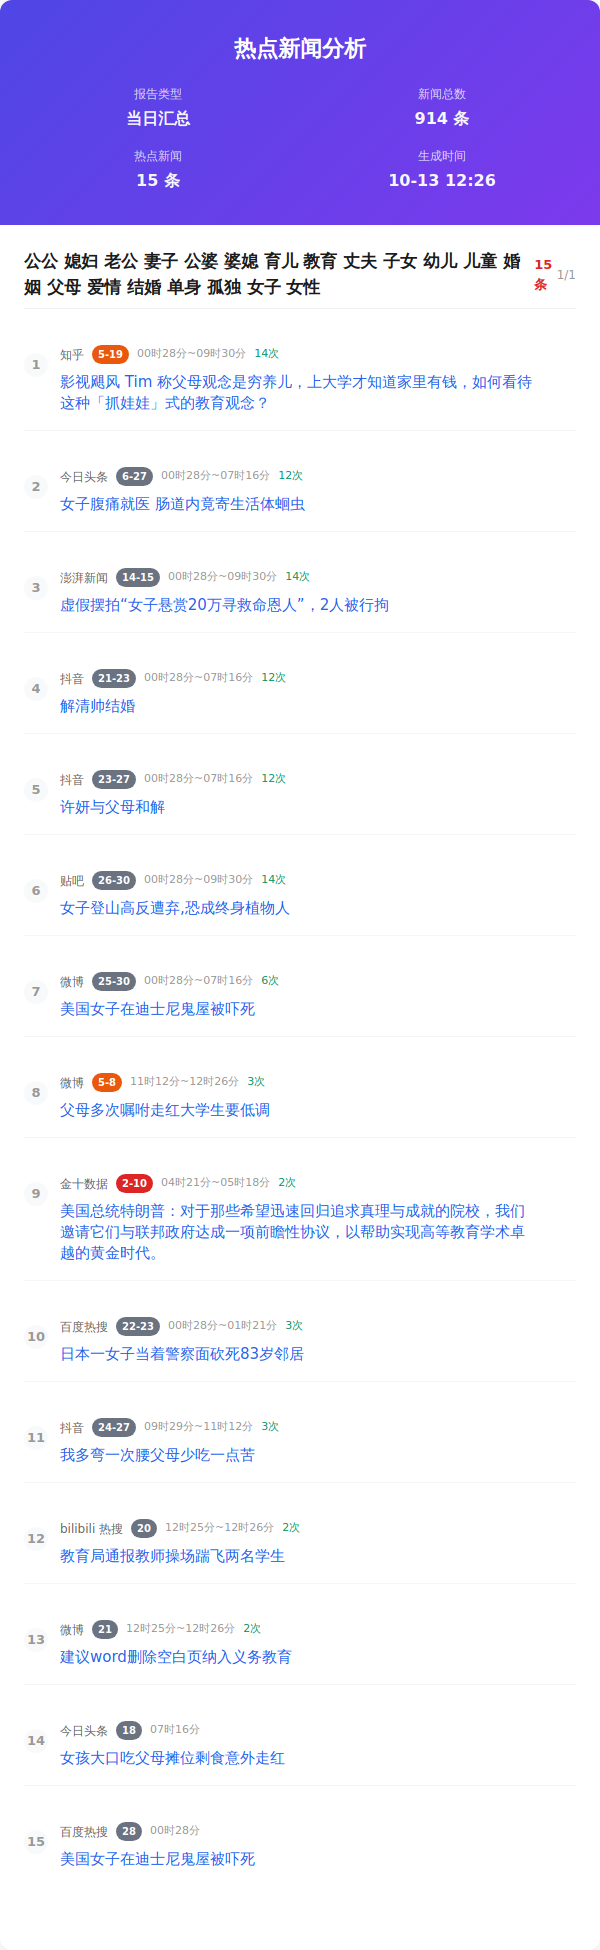 热点新闻分析
报告类型
新闻总数
当日汇总
914 条
热点新闻
生成时间
15 条
10-13 12:26
公公 媳妇 老公 妻子 公婆 婆媳 育儿 教育 丈夫 子女 幼儿 儿童 婚
姻 父母 爱情 结婚 单身 孤独 女子 女性
15
条
1/1
1
知乎 5-19 00时28分~09时30分 14次
影视飓风 Tim 称父母观念是穷养儿，上大学才知道家里有钱，如何看待
这种「抓娃娃」式的教育观念？
2
今日头条 6-27 00时28分~07时16分 12次
女子腹痛就医 肠道内竟寄生活体蛔虫
3
澎湃新闻 14-15 00时28分~09时30分 14次
虚假摆拍“女子悬赏20万寻救命恩人”，2人被行拘
4
抖音 21-23 00时28分~07时16分 12次
解清帅结婚
5
抖音 23-27 00时28分~07时16分 12次
许妍与父母和解
6
贴吧 26-30 00时28分~09时30分 14次
女子登山高反遭弃,恐成终身植物人
7
微博 25-30 00时28分~07时16分 6次
美国女子在迪士尼鬼屋被吓死
8
微博 5-8 11时12分~12时26分 3次
父母多次嘱咐走红大学生要低调
9
金十数据 2-10 04时21分~05时18分 2次
美国总统特朗普：对于那些希望迅速回归追求真理与成就的院校，我们
邀请它们与联邦政府达成一项前瞻性协议，以帮助实现高等教育学术卓
越的黄金时代。
10
百度热搜 22-23 00时28分~01时21分 3次
日本一女子当着警察面砍死83岁邻居
11
抖音 24-27 09时29分~11时12分 3次
我多弯一次腰父母少吃一点苦
12
bilibili 热搜 20 12时25分~12时26分 2次
教育局通报教师操场踹飞两名学生
13
微博 21 12时25分~12时26分 2次
建议word删除空白页纳入义务教育
14
今日头条 18 07时16分
女孩大口吃父母摊位剩食意外走红
15
百度热搜 28 00时28分
美国女子在迪士尼鬼屋被吓死